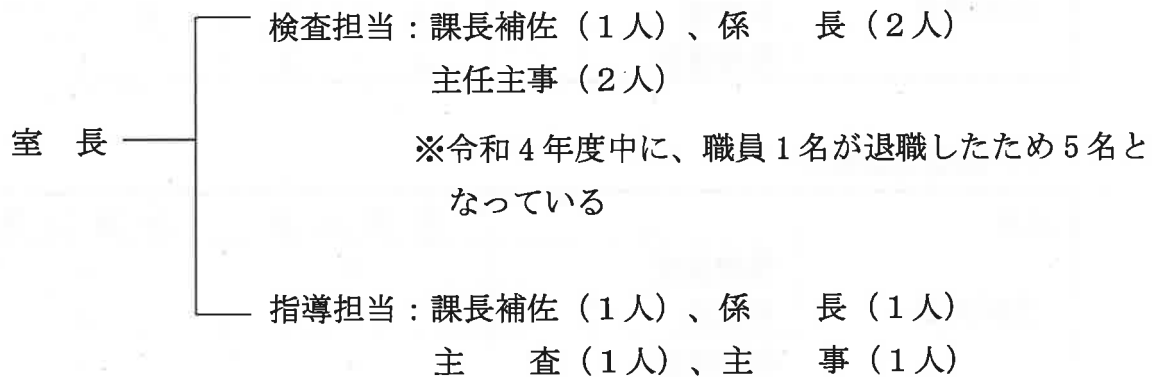 検査担当：課長補佐（１人）、係　　長（２人）
主任主事（２人）
室　長
※令和４年度中に、職員１名が退職したため５名と
なっている
指導担当：課長補佐（１人）、係　　長（１人）
主　　査（１人）、主　　事（１人）